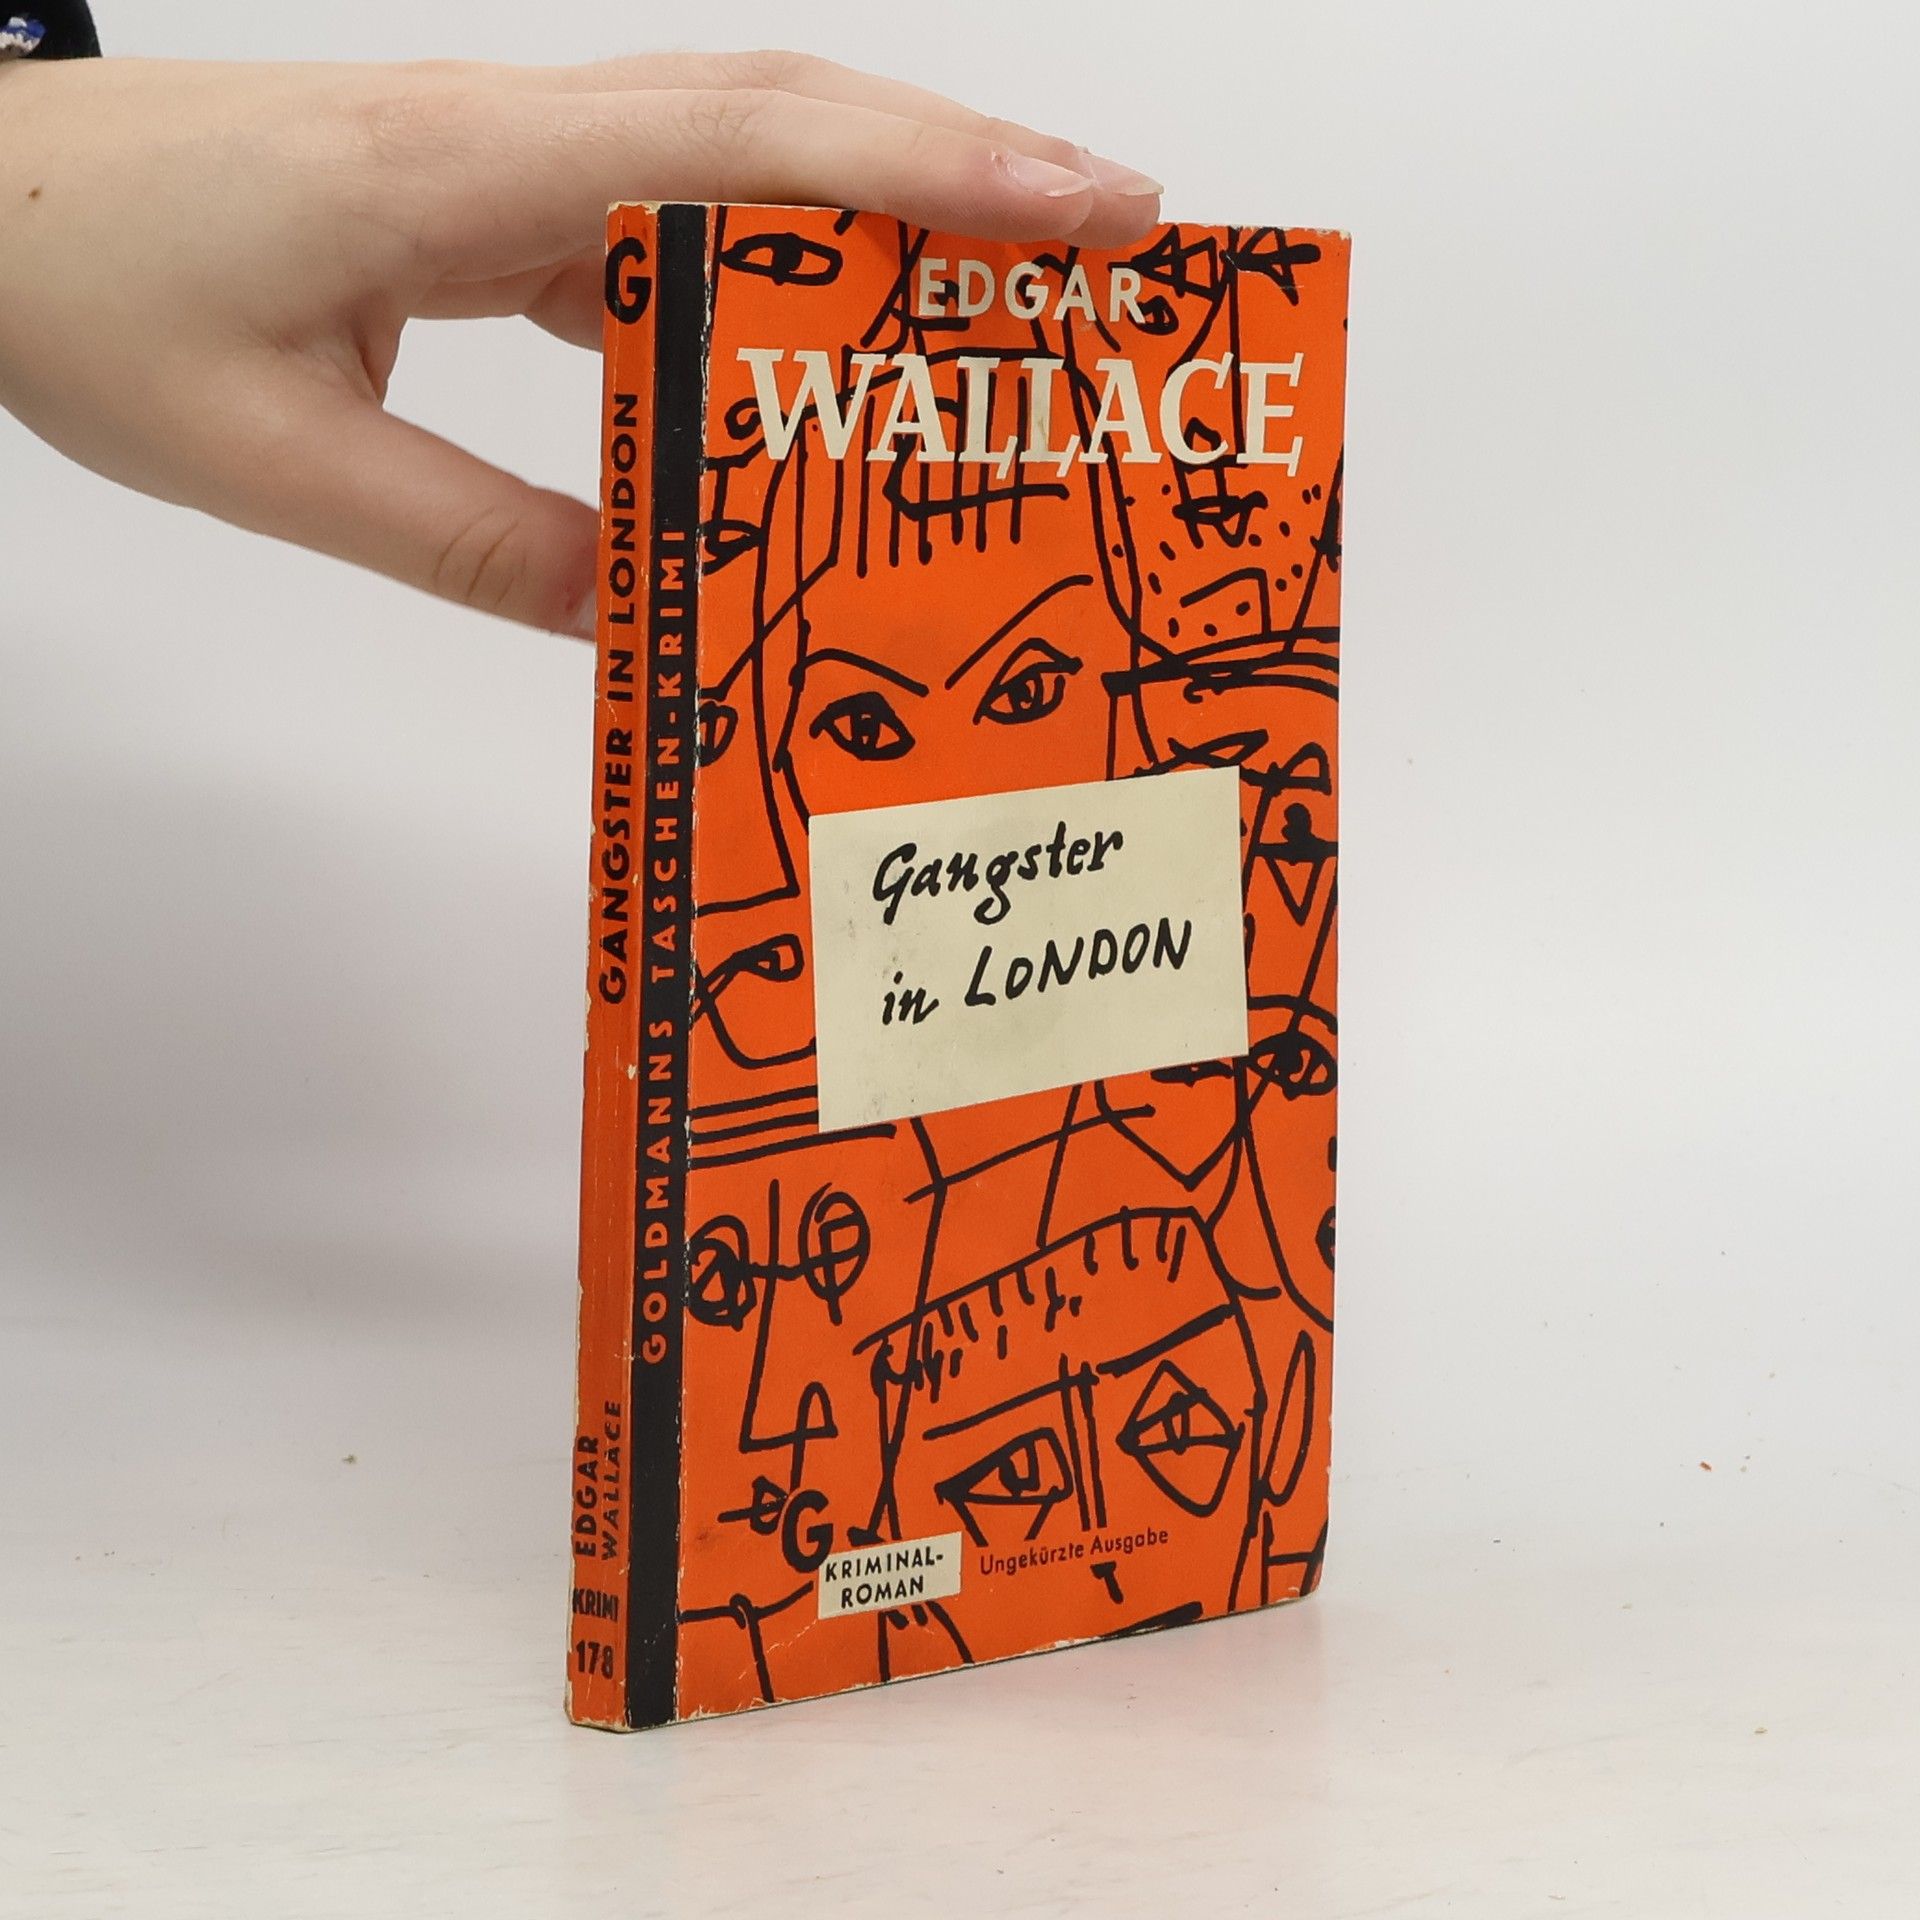 G
GANGSTER IN LONDON
EDGAR
WALLACE
KRIMI
178
GOLDMANNS TASCHEN-KRIMI
EDGAR
WALLACE
Gangster
in LONDON
G
KRIMINAL-
ROMAN
Ungekürzte Ausgabe